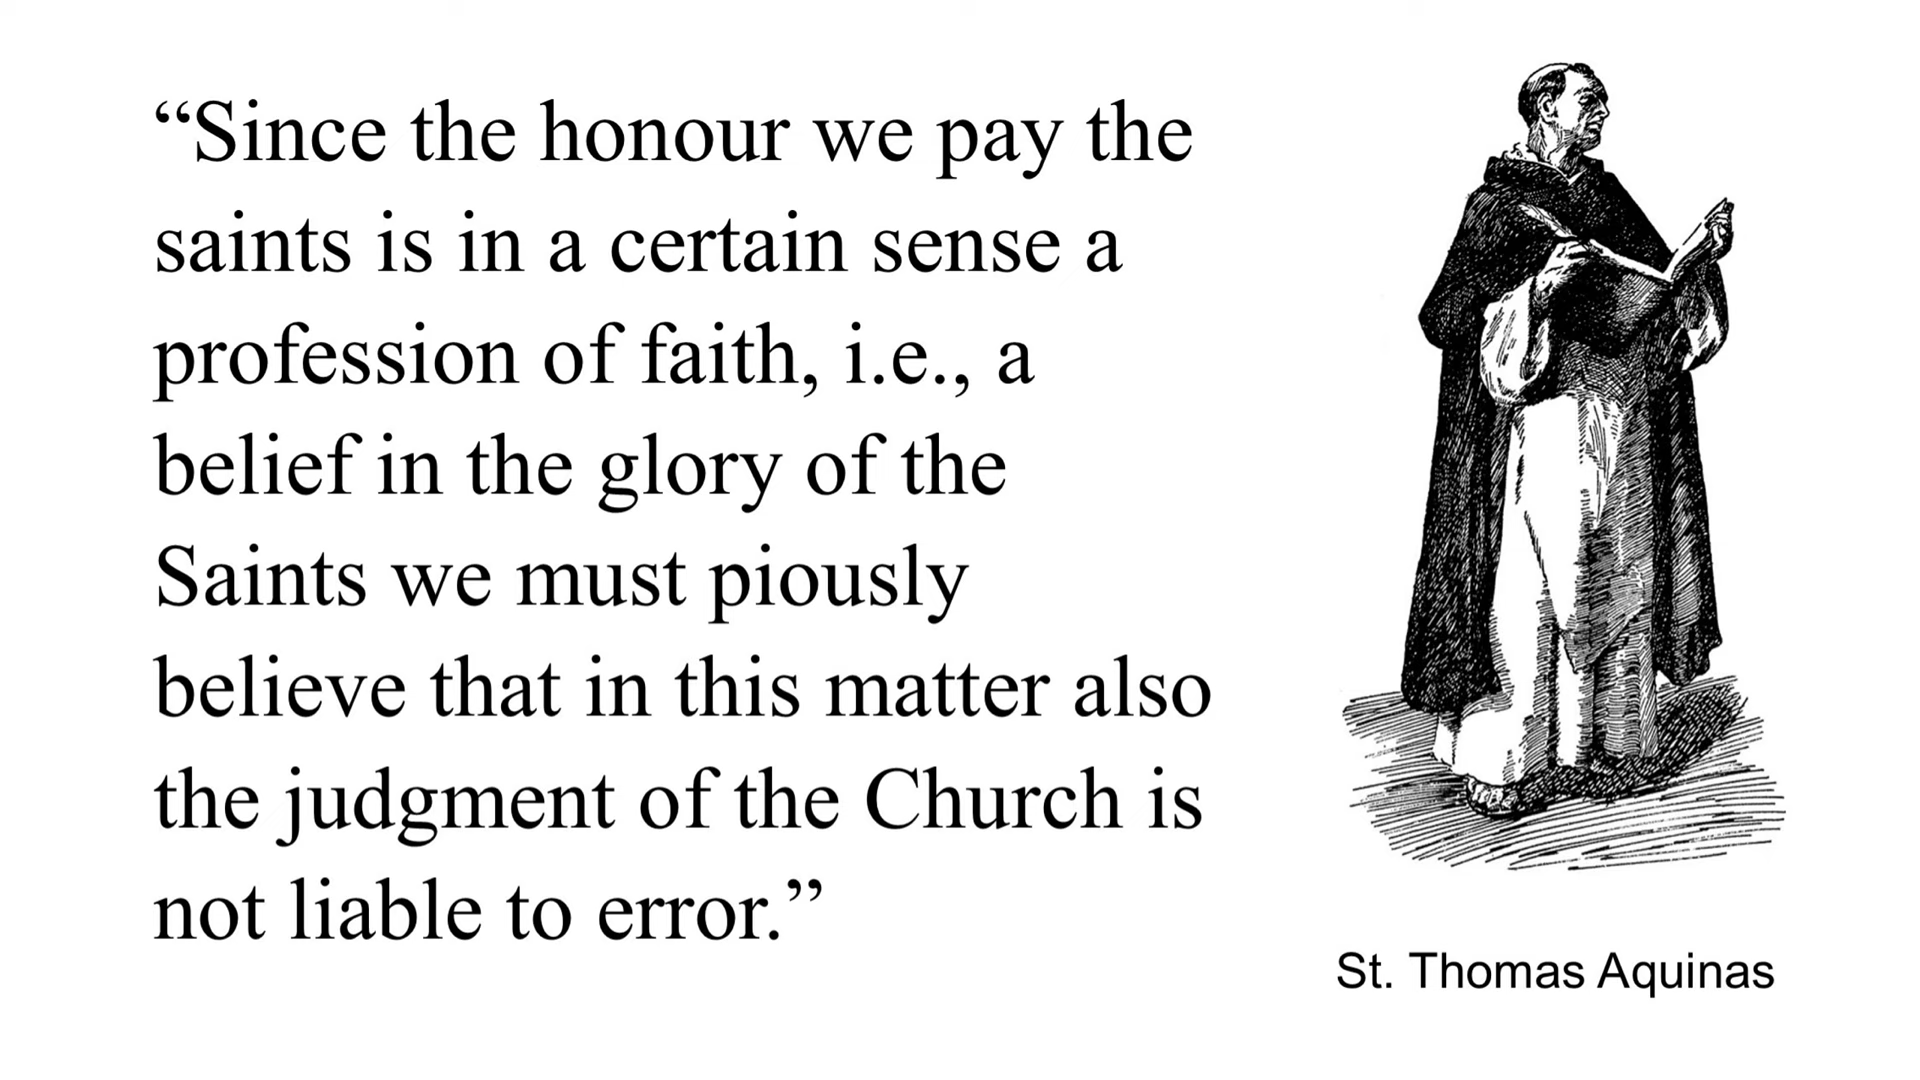 “Since the honour we pay the
saints is in a certain sense a
profession of faith, i.e., a
belief in the glory of the
Saints we must piously
believe that in this matter also
the judgment of the Church is
not liable to error.”
St. Thomas Aquinas